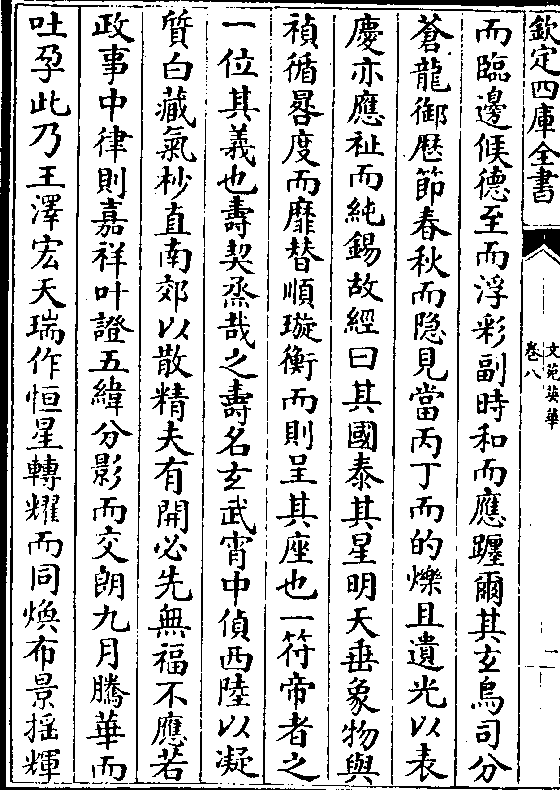 欽定四庫全書
文苑英華
卷八
一
而臨邊候德至而浮彩副時和而應躔爾其玄鳥司分
蒼龍御厯節春秋而隠見當丙丁而的爍且遺光以表
慶亦應祉而純錫故經曰其國泰其星明天垂象物與
禎循晷度而靡替順璇衡而則呈其座也一符帝者之
一位其義也壽契烝哉之壽名玄武宵中偵西陸以凝
質白藏氣杪直南郊以散精夫有開必先無福不應若
政事中律則嘉祥叶證五緯分影而交朗九月騰華而
吐孕此乃王澤宏天瑞作恒星轉耀而同煥布景揺輝